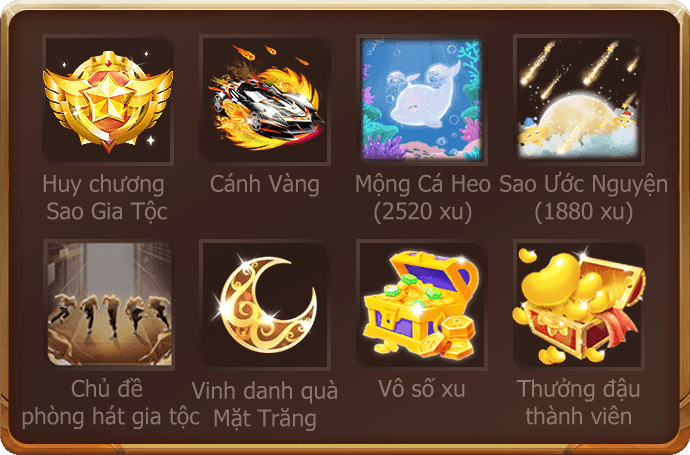 Huy chương
Sao Gia Tộc
Cánh Vàng
Mộng Cá Heo
(2520 xu)
Sao Ước Nguyện
(1880 xu)
Chủ đề
phòng hát gia tộc
Vinh danh quà
Mặt Trăng
Vô số xu
Thưởng đậu
thành viên